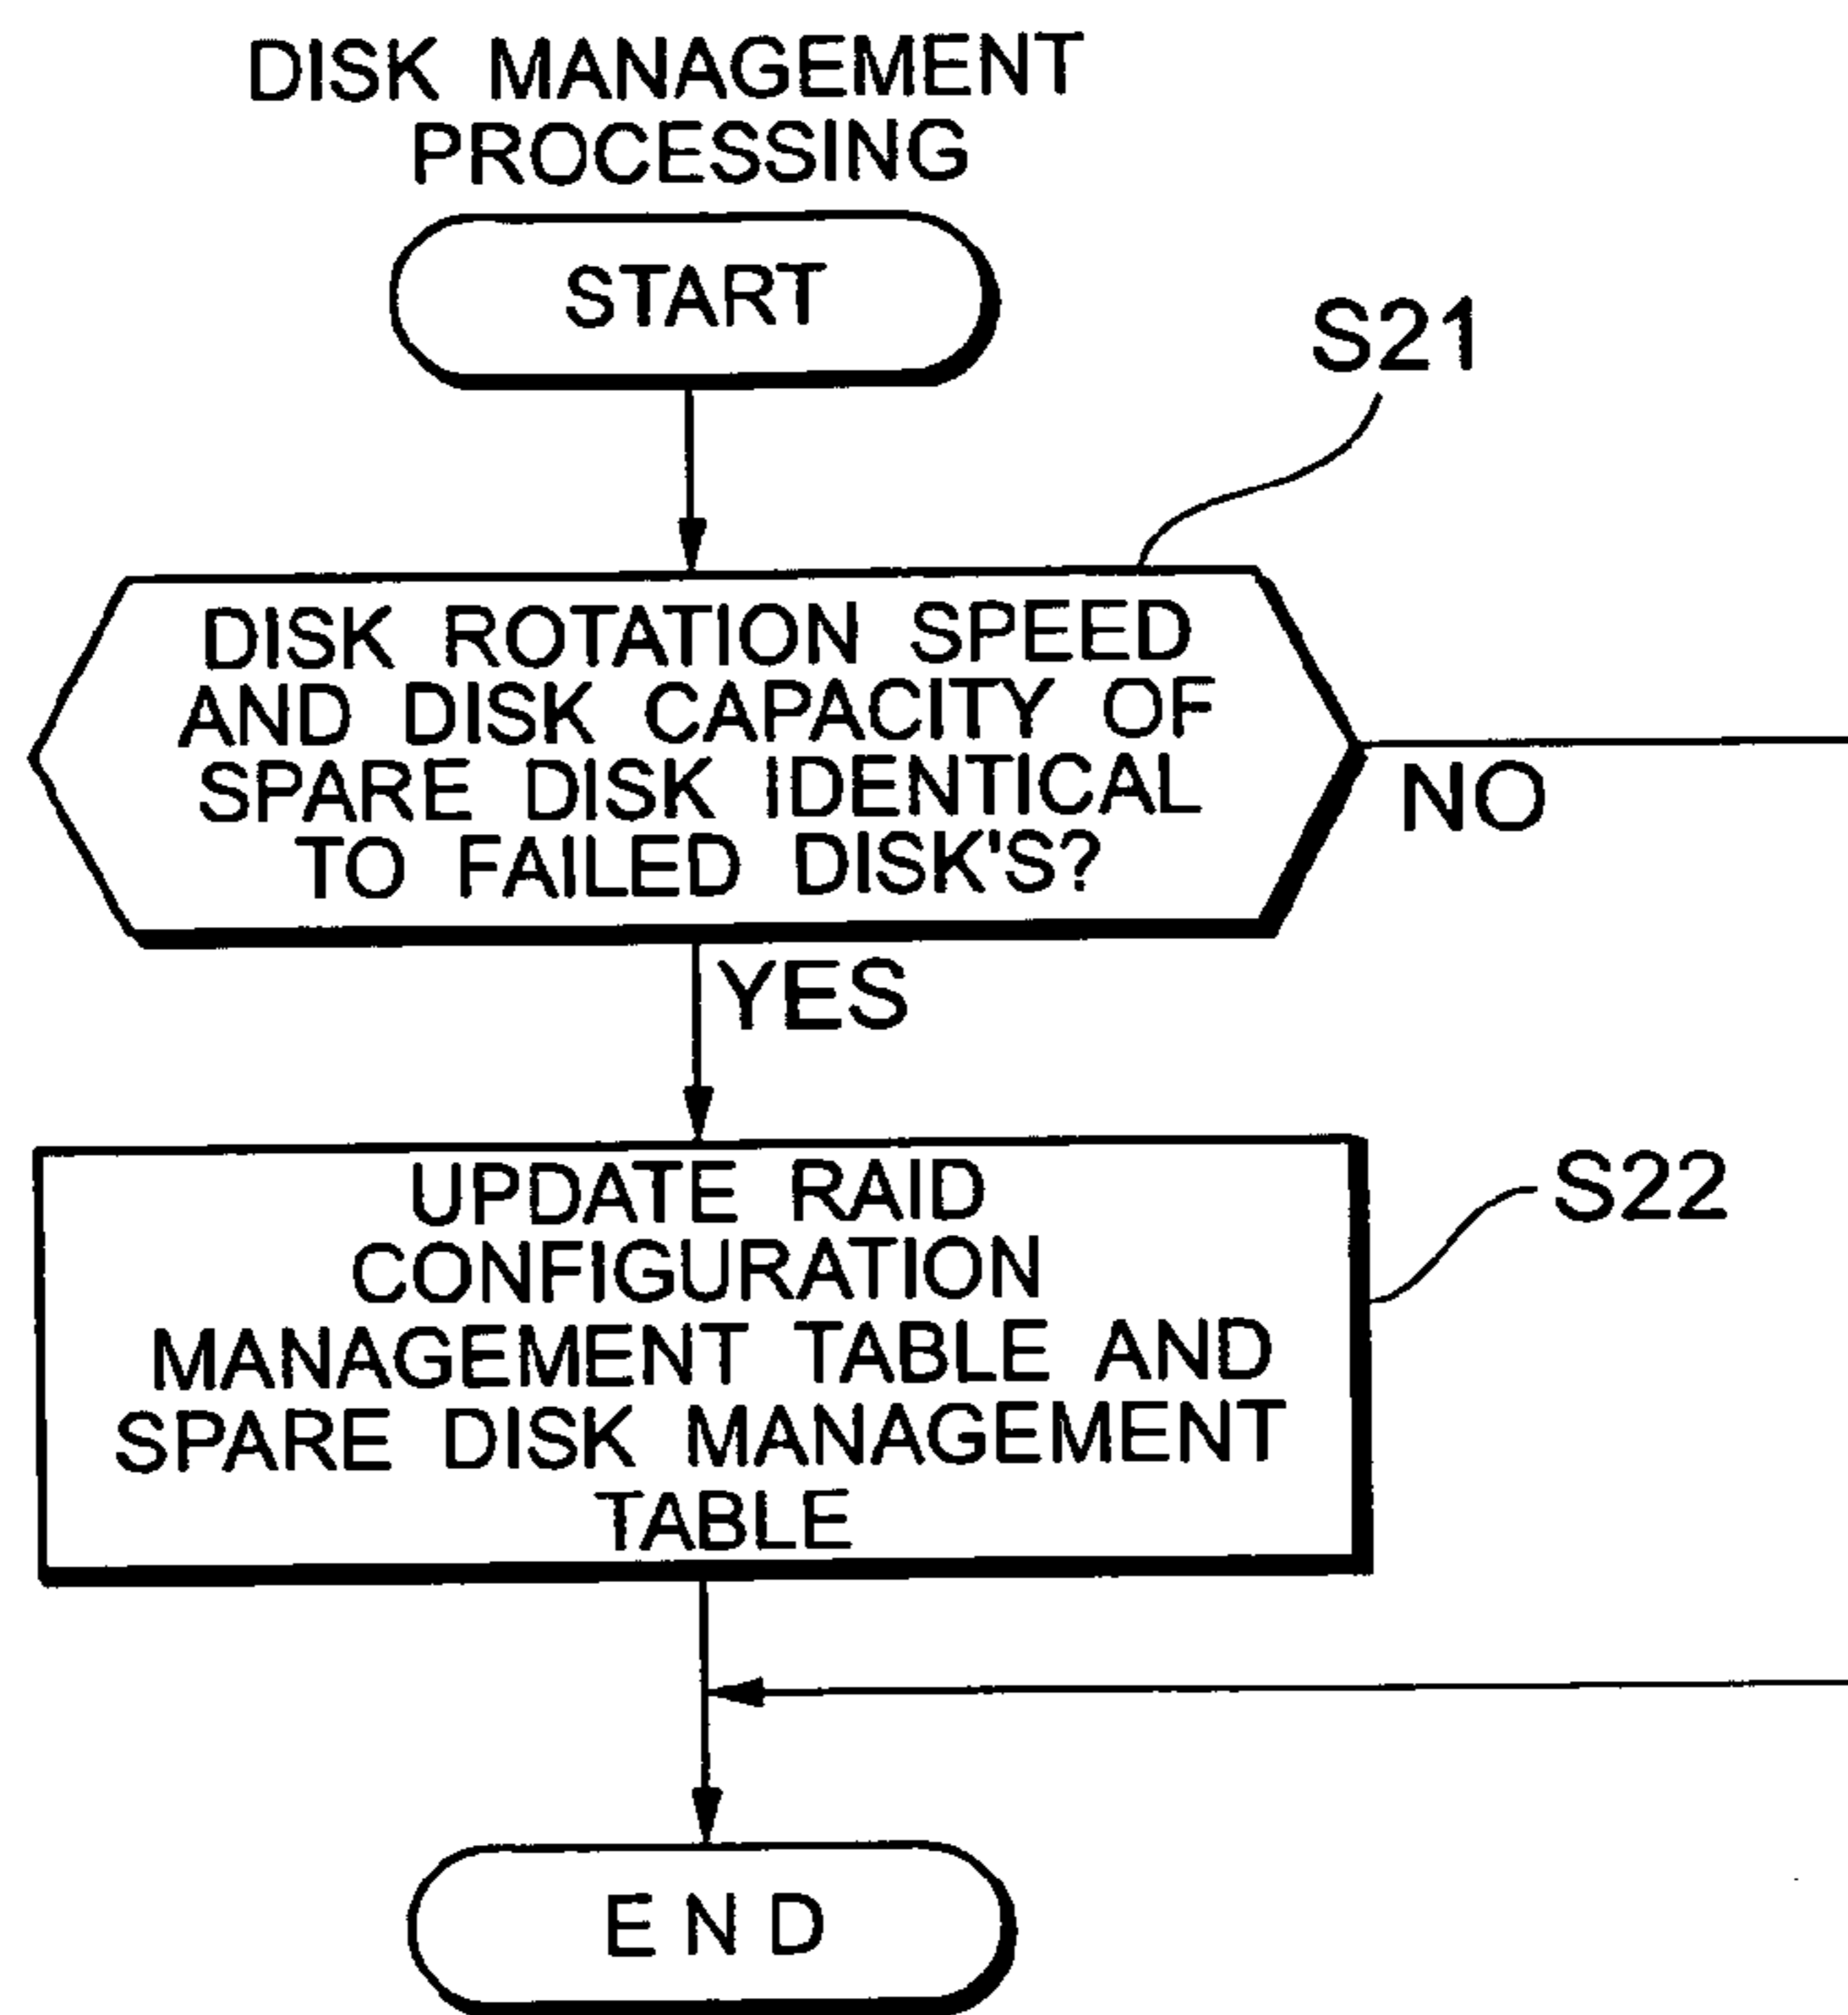 DISK MANAGEMENT
PROCESSING
START
S21
DISK ROTATION SPEED
AND DISK CAPACITY OF
SPARE DISK IDENTICAL
TO FAILED DISK'S?
NO
YES
UPDATE RAID
CONFIGURATION
MANAGEMENT TABLE AND
SPARE DISK MANAGEMENT
TABLE
S22
END